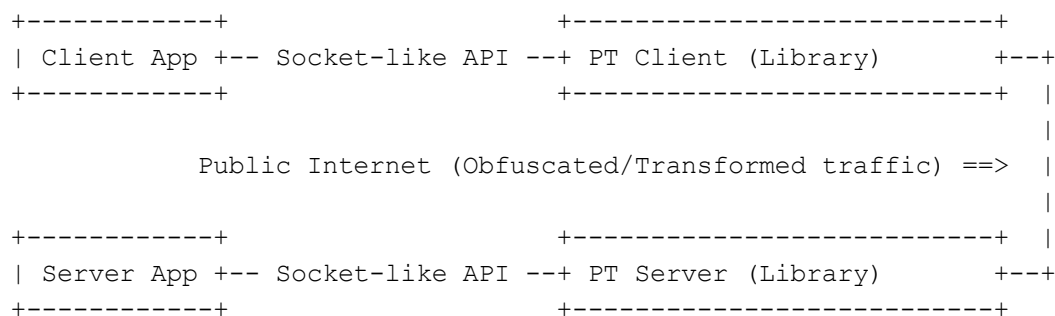 +------------+                    +---------------------------+
| Client App +-- Socket-like API --+ PT Client (Library)       +--+
+------------+                    +---------------------------+  |
                                                                 |
           Public Internet (Obfuscated/Transformed traffic) ==>  |
                                                                 |
+------------+                    +---------------------------+  |
| Server App +-- Socket-like API --+ PT Server (Library)       +--+
+------------+                    +---------------------------+